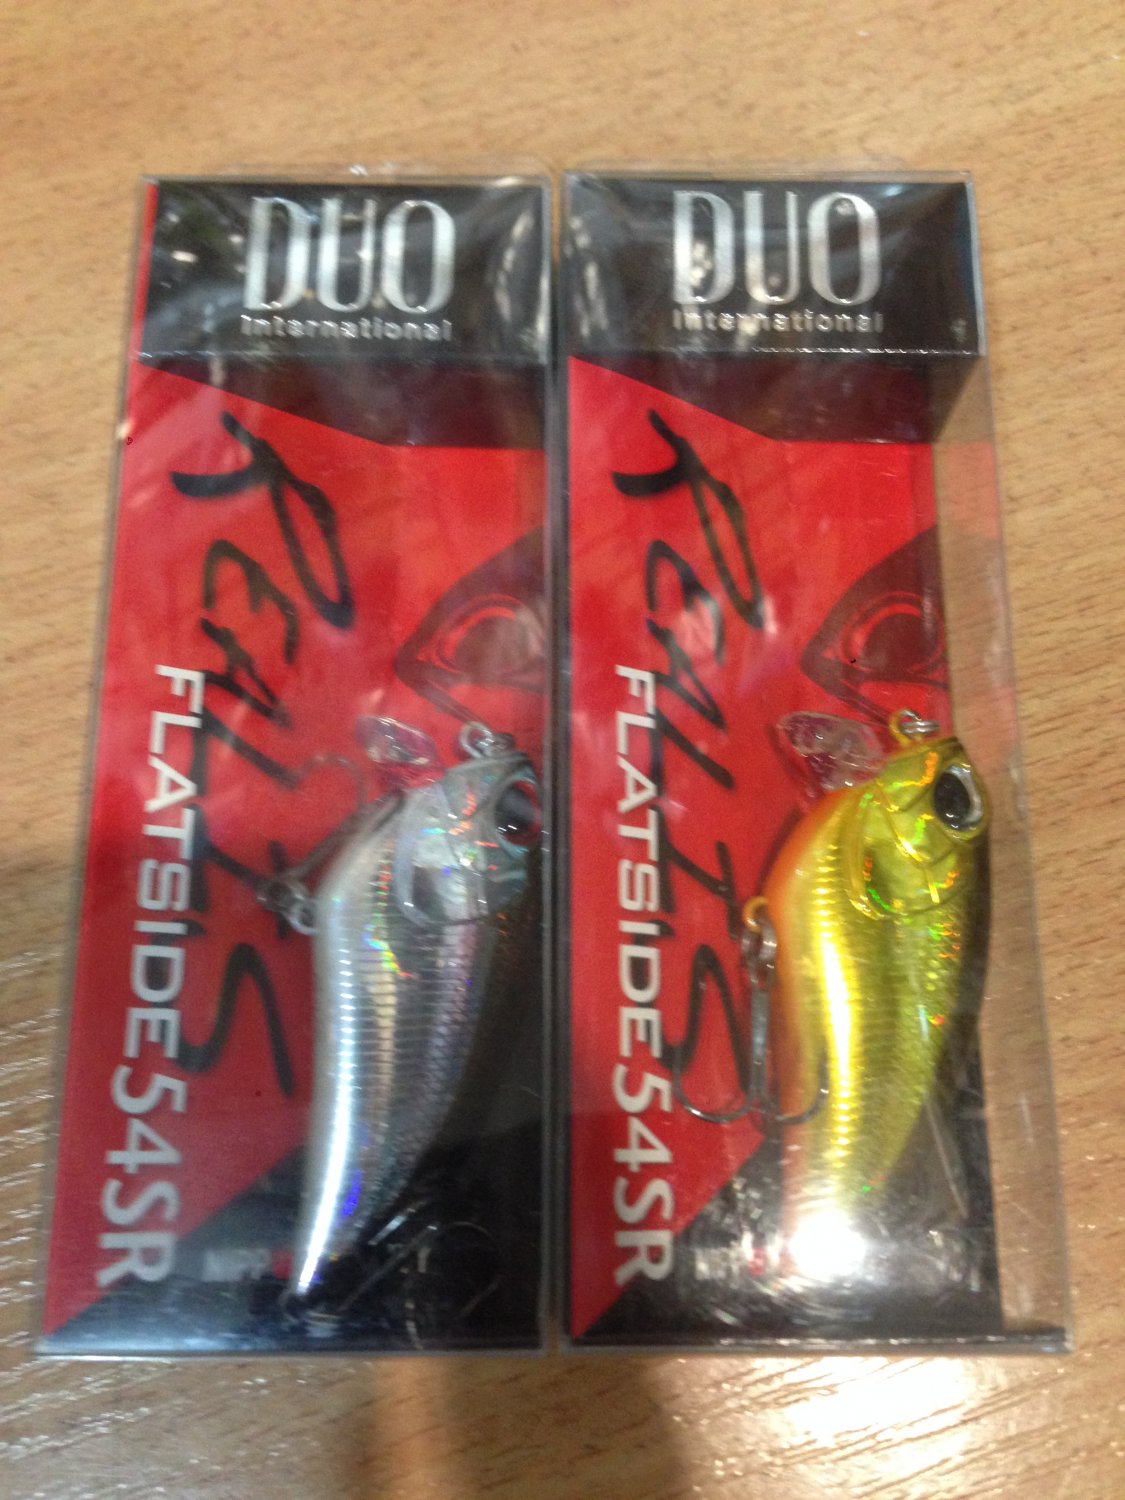 DUO
International
REALIS
FLATSIDE54SR
DUO
International
REALIS
FLATSIDE54SR